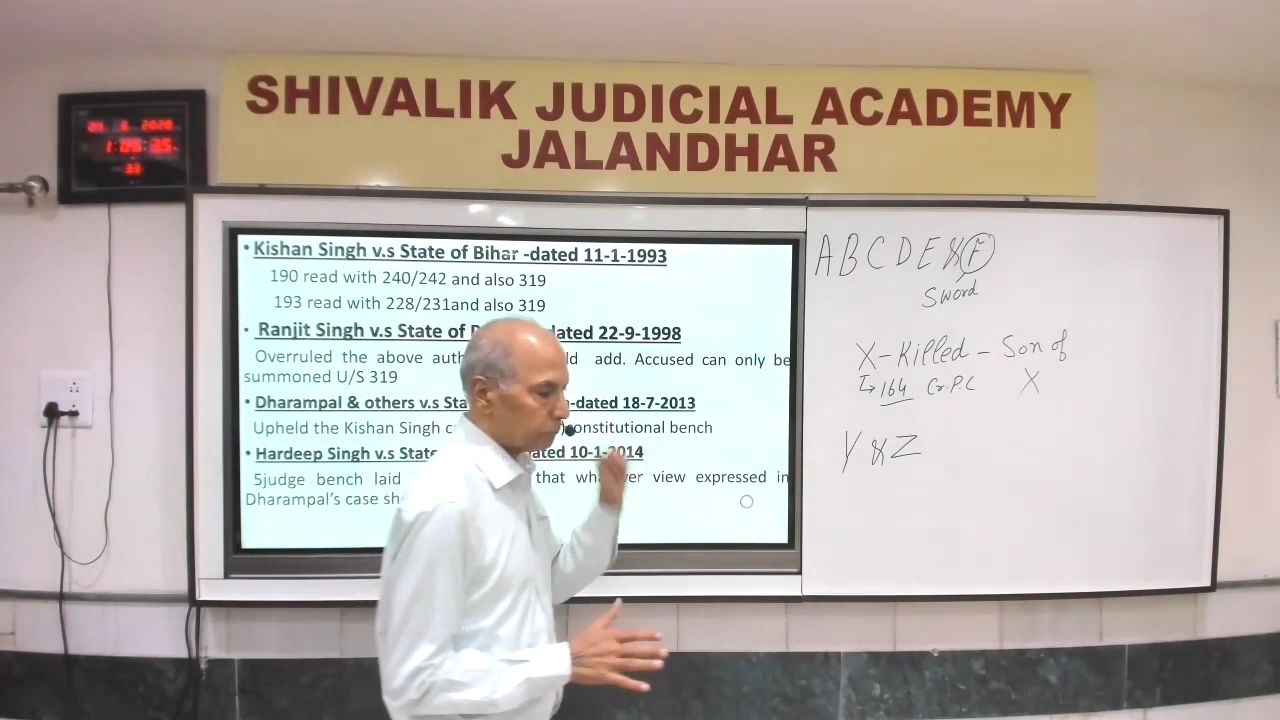 SHIVALIK JUDICIAL ACADEMY
JALANDHAR
2020
33
• Kishan Singh v.s State of Bihar -dated 11-1-1993
190 read with 240/242 and also 319
193 read with 228/231and also 319
• Ranjit Singh v.s State of dated 22-9-1998
Overruled the above add. Accused can only be
summoned U/S 319
• Dharampal & others v.s -dated 18-7-2013
Upheld the Kishan Singh constitutional bench
• Hardeep Singh v.s State 10-1-2014
5judge bench laid that view expressed in
Dharampal's case
A B C D E & F
Sword
X - Killed - Son of
164 Cr.P.C X
Y & Z